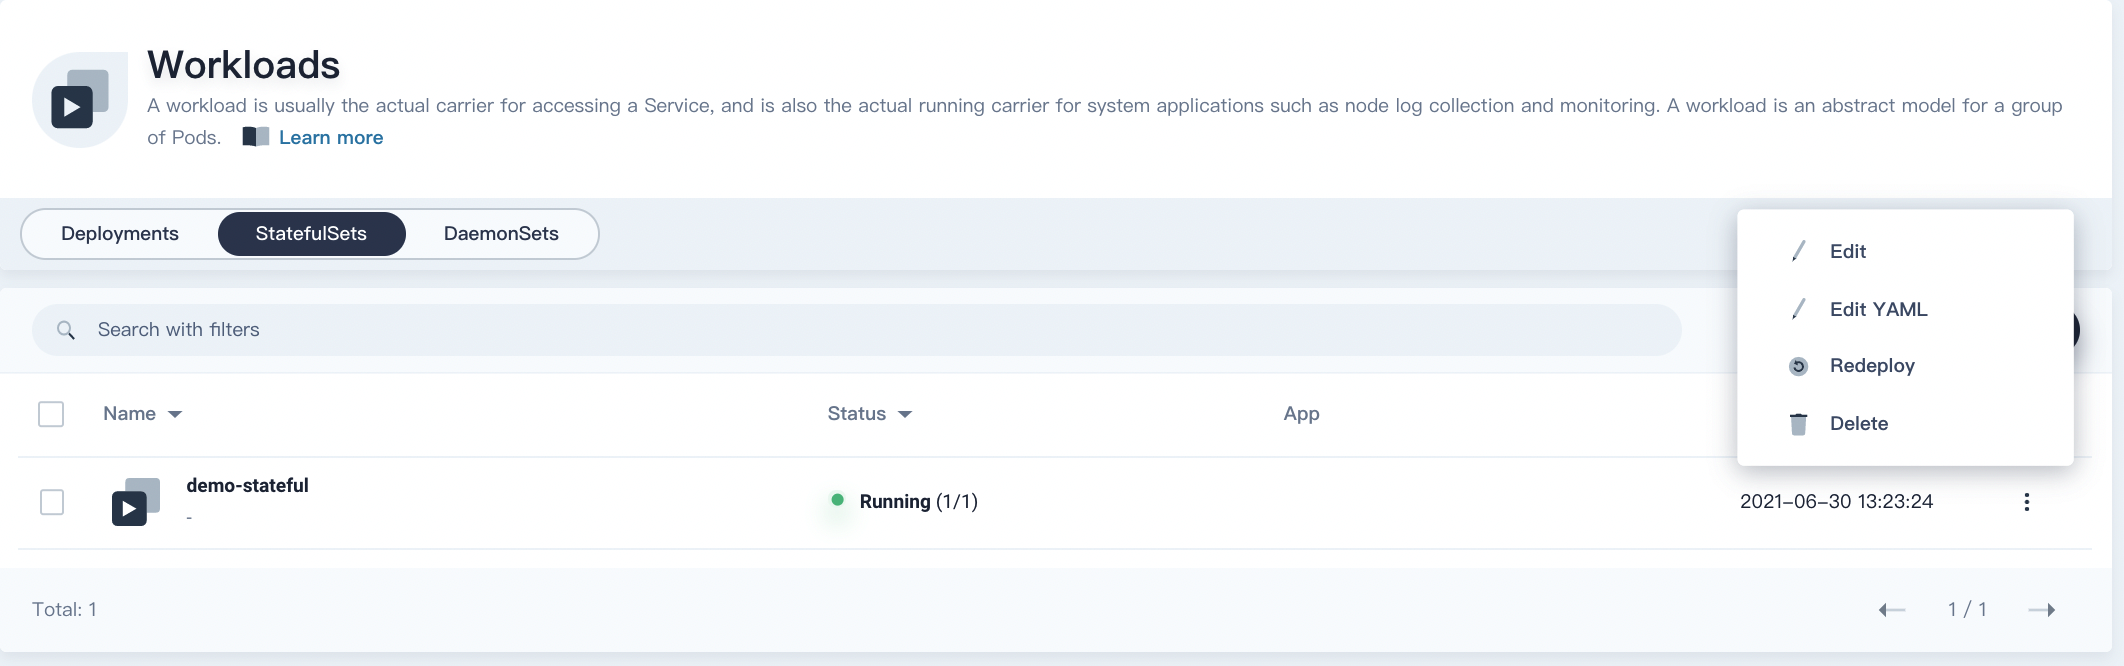 Workloads
A workload is usually the actual carrier for accessing a Service, and is also the actual running carrier for system applications such as node log collection and monitoring. A workload is an abstract model for a group
of Pods. Learn more
Deployments StatefulSets DaemonSets
Edit
Edit YAML
Redeploy
Delete
Search with filters
Name Status App
demo-stateful
-
Running (1/1)
2021-06-30 13:23:24
Total: 1
1 / 1